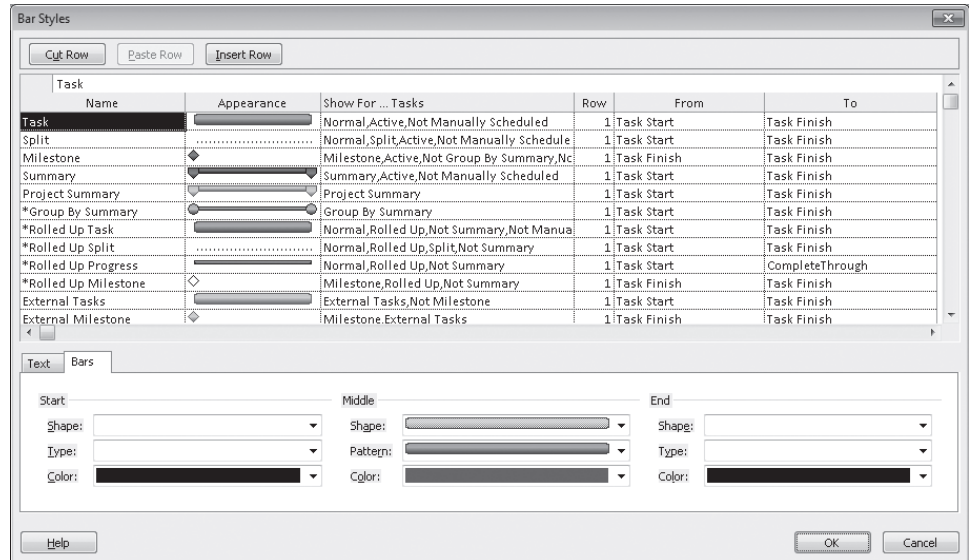 Bar Styles
Cut Row Paste Row Insert Row
Task
Name Appearance Show For ... Tasks Row From To
Task Normal,Active,Not Manually Scheduled 1 Task Start Task Finish
Split Normal,Split,Active,Not Manually Schedule 1 Task Start Task Finish
Milestone Milestone,Active,Not Group By Summary,Nc 1 Task Finish Task Finish
Summary Summary,Active,Not Manually Scheduled 1 Task Start Task Finish
Project Summary Project Summary 1 Task Start Task Finish
*Group By Summary Group By Summary 1 Task Start Task Finish
*Rolled Up Task Normal,Rolled Up,Not Summary,Not Manua 1 Task Start Task Finish
*Rolled Up Split Normal,Rolled Up,Split,Not Summary 1 Task Start Task Finish
*Rolled Up Progress Normal,Rolled Up,Not Summary 1 Task Start CompleteThrough
*Rolled Up Milestone Milestone,Rolled Up,Not Summary 1 Task Finish Task Finish
External Tasks External Tasks,Not Milestone 1 Task Start Task Finish
External Milestone Milestone,External Tasks 1 Task Finish Task Finish
Text Bars
Start Middle End
Shape: Shape: Shape:
Type: Pattern: Type:
Color: Color: Color:
Help OK Cancel